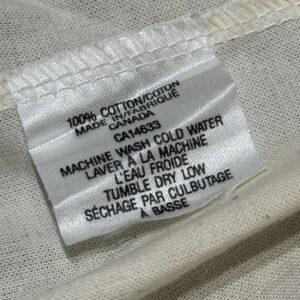 100% COTTON/COTON
MADE IN/FABRIQUE
CANADA
CA14633
MACHINE WASH COLD WATER
LAVER A LA MACHINE
L'EAU FROIDE
TUMBLE DRY LOW
SÉCHAGE PAR CULBUTAGE
A BASSE